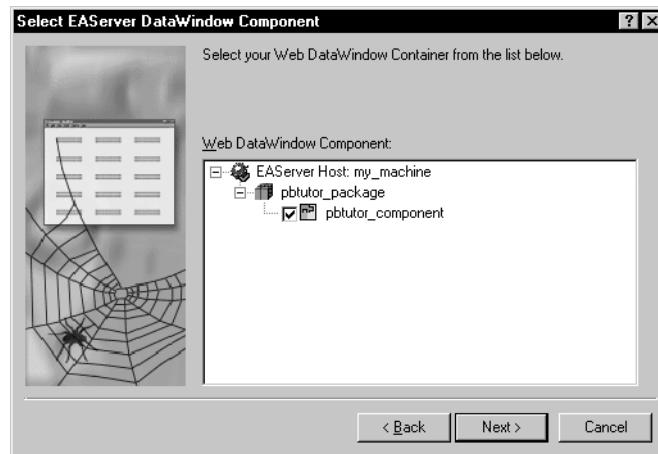 Select EAServer DataWindow Component
Select your Web DataWindow Container from the list below.
Web DataWindow Component:
EAServer Host: my_machine
pbtutor_package
pbtutor_component
< Back
Next >
Cancel